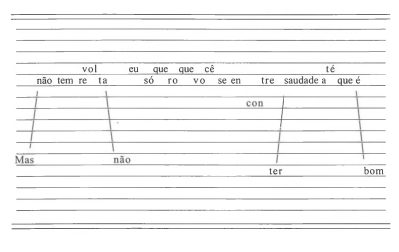 vol eu que que cê té
não tem re ta só ro vo se en tre saudade a que é
con
Mas não
ter bom